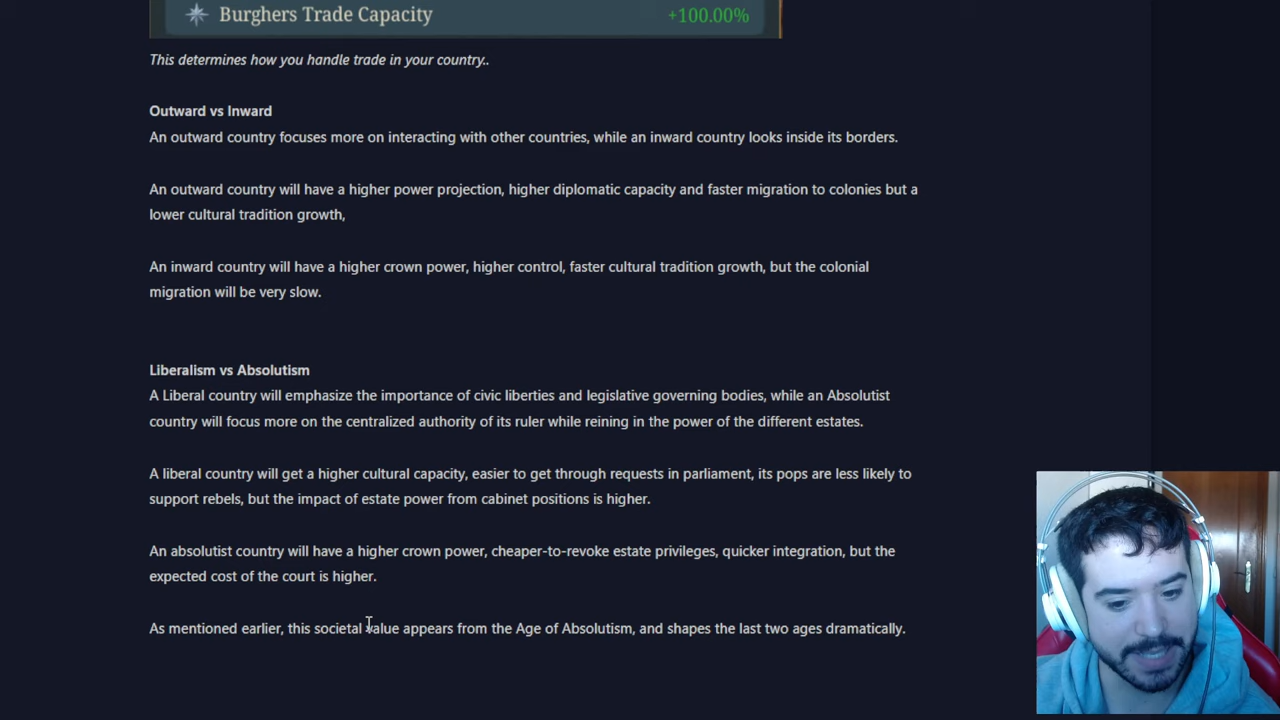 Burghers Trade Capacity +100.00%
This determines how you handle trade in your country..
Outward vs Inward
An outward country focuses more on interacting with other countries, while an inward country looks inside its borders.
An outward country will have a higher power projection, higher diplomatic capacity and faster migration to colonies but a
lower cultural tradition growth,
An inward country will have a higher crown power, higher control, faster cultural tradition growth, but the colonial
migration will be very slow.
Liberalism vs Absolutism
A Liberal country will emphasize the importance of civic liberties and legislative governing bodies, while an Absolutist
country will focus more on the centralized authority of its ruler while reining in the power of the different estates.
A liberal country will get a higher cultural capacity, easier to get through requests in parliament, its pops are less likely to
support rebels, but the impact of estate power from cabinet positions is higher.
An absolutist country will have a higher crown power, cheaper-to-revoke estate privileges, quicker integration, but the
expected cost of the court is higher.
As mentioned earlier, this societal value appears from the Age of Absolutism, and shapes the last two ages dramatically.